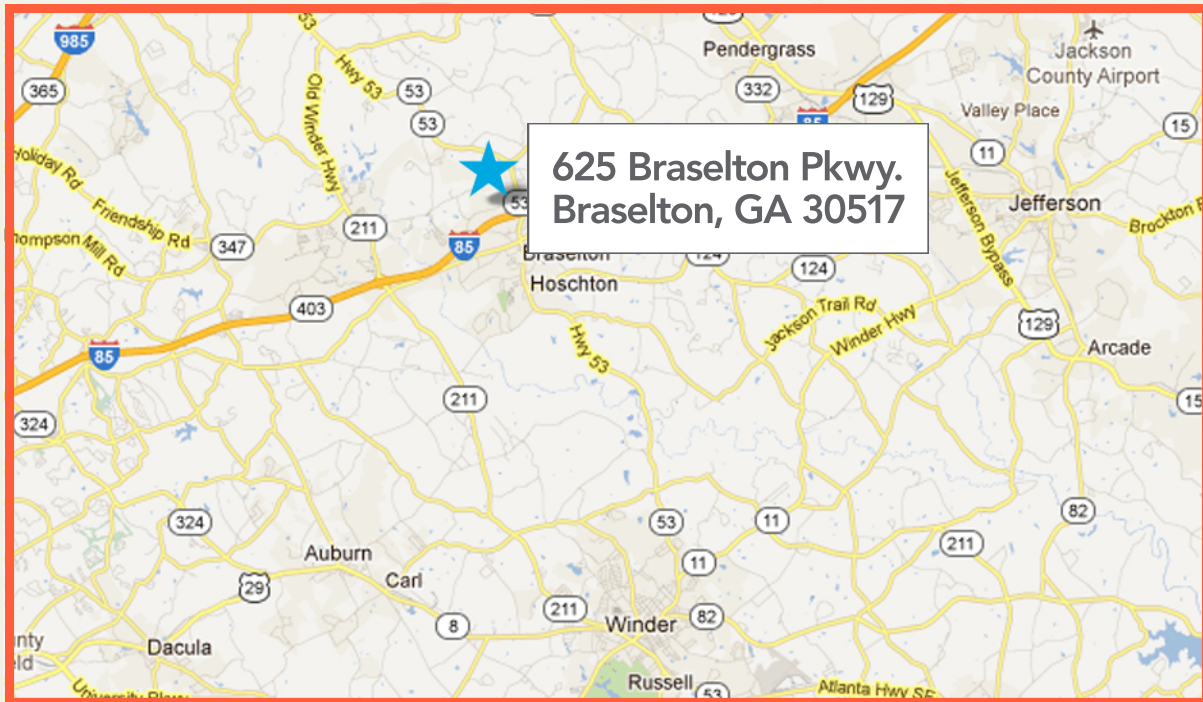 985
53
129
Pendergrass
Jackson
County Airport
Hwy 53
365
53
332
129
85
Valley Place
15
Old Winder Hwy
53
11
Holiday Rd
625 Braselton Pkwy.
Braselton, GA 30517
Jefferson Bypass
Friendship Rd
53
Jefferson
Brockton
211
347
85
Thompson Mill Rd
Braselton
124
124
Hoschton
403
Jackson Trail Rd
Winder Hwy
129
Hwy 53
85
Arcade
211
15
324
82
324
53
11
211
Auburn
11
Carl
29
211
82
8
Winder
Dacula
Russell
University Pkwy
53
Atlanta Hwy SE